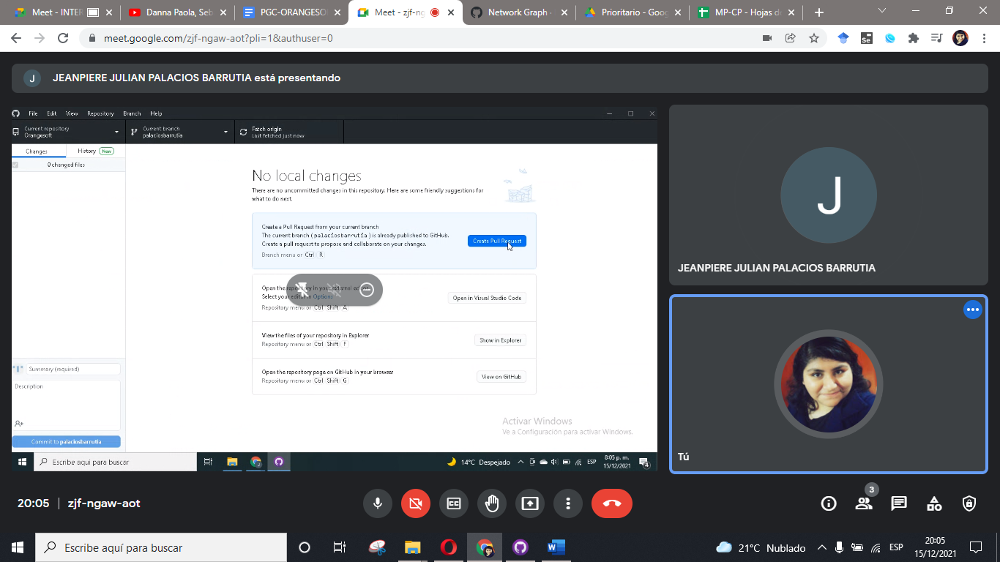 Meet - INTER
Danna Paola, Seb
PGC-ORANGESO
Meet - zjf-ng
Network Graph
Prioritario - Goog
MP-CP - Hojas de
meet.google.com/zjf-ngaw-aot?pli=1&authuser=0
J JEANPIERE JULIAN PALACIOS BARRUTIA está presentando
File Edit View Repository Branch Help
Current repository
Orangesoft
Current branch
palaciosbarrutia
Fetch origin
Last fetched just now
Changes
History New
0 changed files
No local changes
There are no uncommitted changes in this repository. Here are some friendly suggestions for
what to do next.
Create a Pull Request from your current branch
The current branch (palaciosbarrutia) is already published to GitHub.
Create a pull request to propose and collaborate on your changes.
Branch menu or Ctrl R
Create Pull Request
Open the repository in your external editor
Select your editor in Options
Repository menu or Ctrl Shift A
Open in Visual Studio Code
View the files of your repository in Explorer
Repository menu or Ctrl Shift F
Show in Explorer
Open the repository page on GitHub in your browser
Repository menu or Ctrl Shift G
View on GitHub
Summary (required)
Description
Commit to palaciosbarrutia
Activar Windows
Ve a Configuración para activar Windows.
Escribe aquí para buscar
14°C Despejado
ESP
8:05 p. m.
15/12/2021
4
J
JEANPIERE JULIAN PALACIOS BARRUTIA
Tú
20:05 | zjf-ngaw-aot
3
Escribe aquí para buscar
21°C Nublado
ESP
20:05
15/12/2021